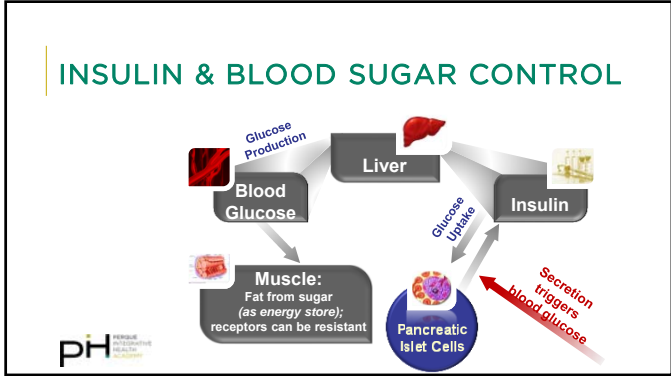 INSULIN & BLOOD SUGAR CONTROL
Glucose
Production
Liver
Blood
Glucose
Insulin
Glucose
Uptake
Muscle:
Fat from sugar
(as energy store);
receptors can be resistant
Pancreatic
Islet Cells
Secretion
triggers
blood glucose
pH
PERQUE
INTEGRATIVE
HEALTH
ACADEMY